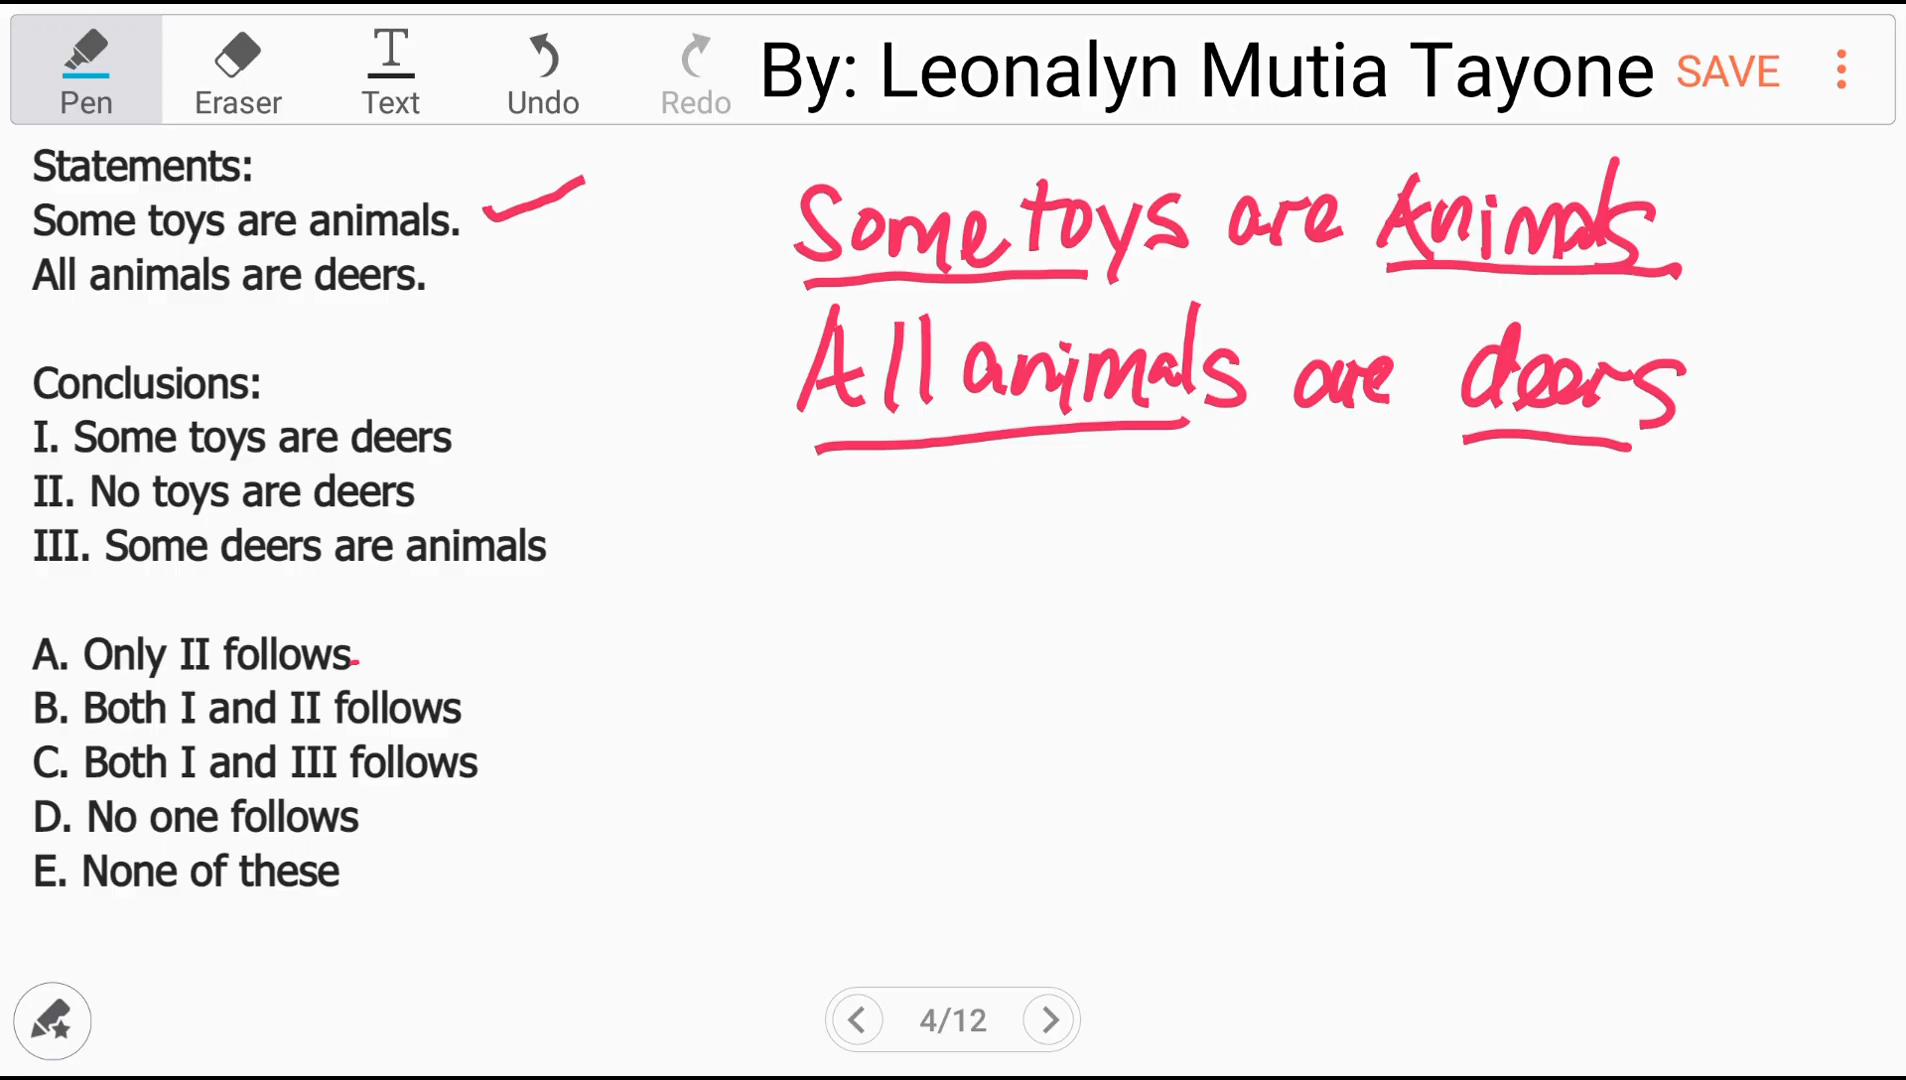 Pen
Eraser
Text
Undo
Redo
By: Leonalyn Mutia Tayone
SAVE
Statements:
Some toys are animals.
All animals are deers.
Conclusions:
I. Some toys are deers
II. No toys are deers
III. Some deers are animals
A. Only II follows
B. Both I and II follows
C. Both I and III follows
D. No one follows
E. None of these
Some toys are Animals
All animals are deers
4/12